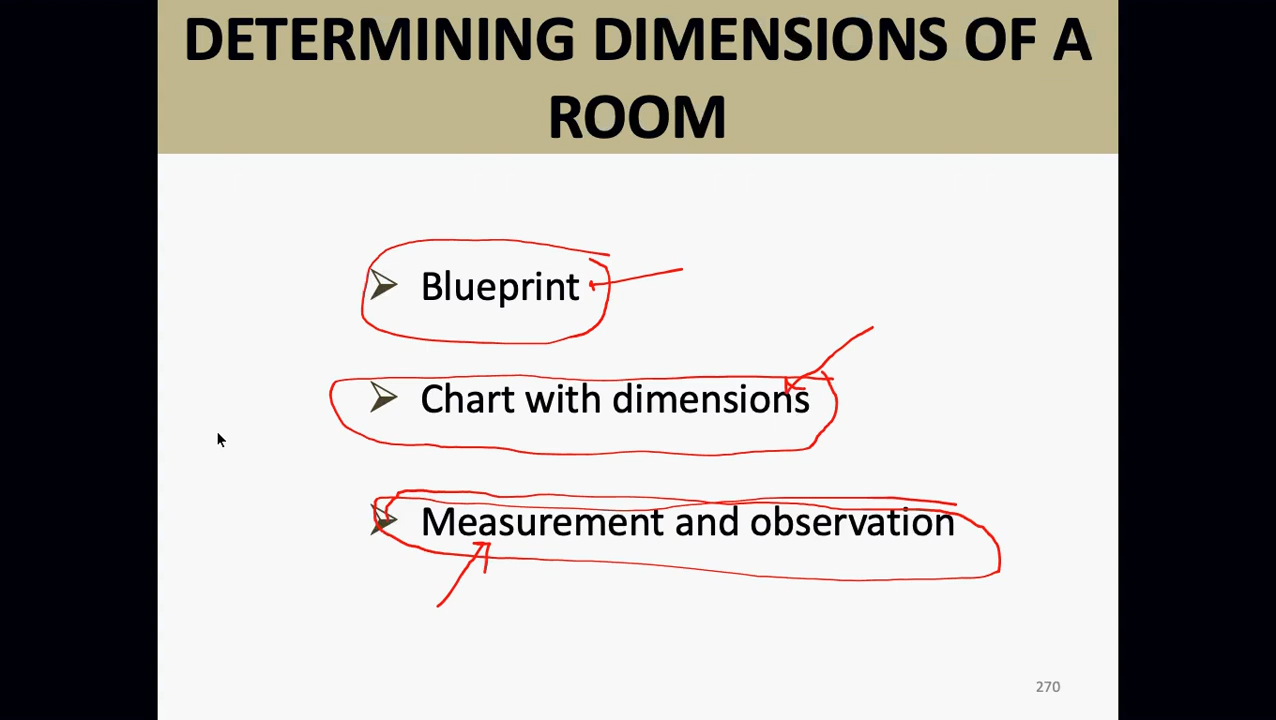 DETERMINING DIMENSIONS OF A
ROOM
Blueprint
Chart with dimensions
Measurement and observation
270